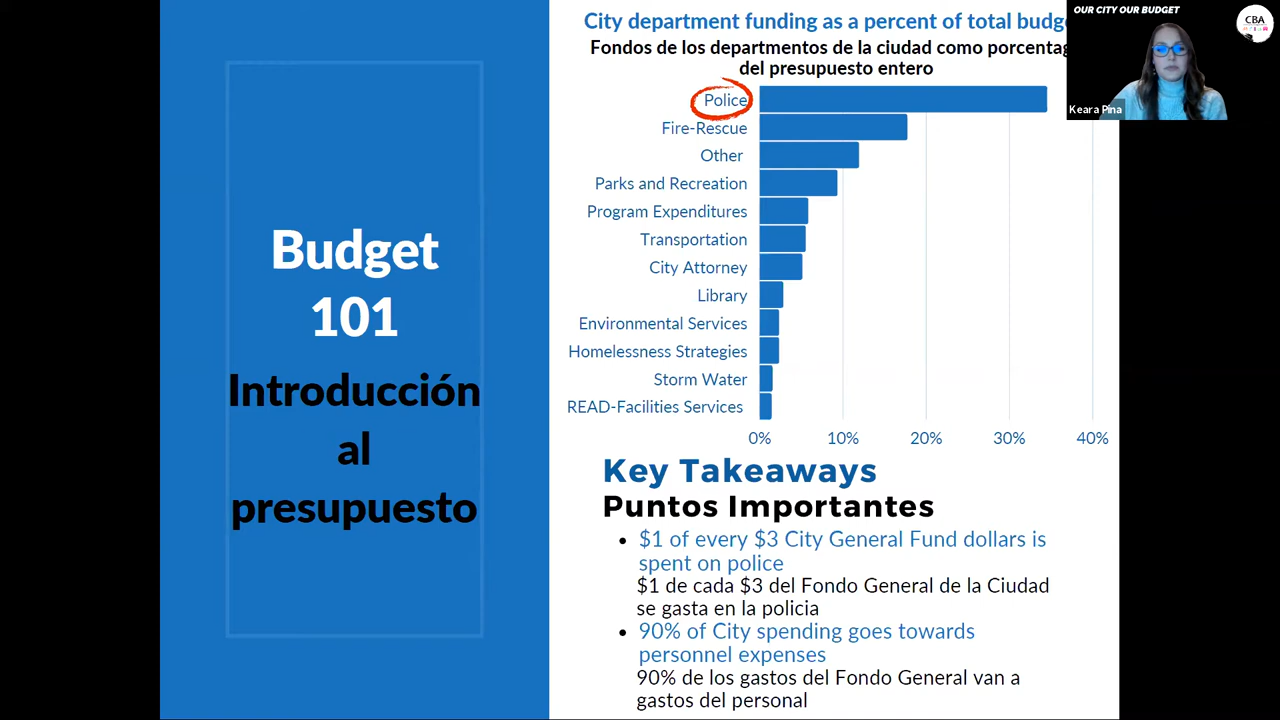 Budget
101
Introducción
al
presupuesto
City department funding as a percent of total
Fondos de los departmentos de la ciudad como
del presupuesto entero
Police
Fire-Rescue
Other
Parks and Recreation
Program Expenditures
Transportation
City Attorney
Library
Environmental Services
Homelessness Strategies
Storm Water
READ-Facilities Services
0% 10% 20% 30% 40%
Key Takeaways
Puntos Importantes
• $1 of every $3 City General Fund dollars is
spent on police
$1 de cada $3 del Fondo General de la Ciudad
se gasta en la policia
• 90% of City spending goes towards
personnel expenses
90% de los gastos del Fondo General van a
gastos del personal
OUR CITY OUR BUDGET
CBA
Keara Pina